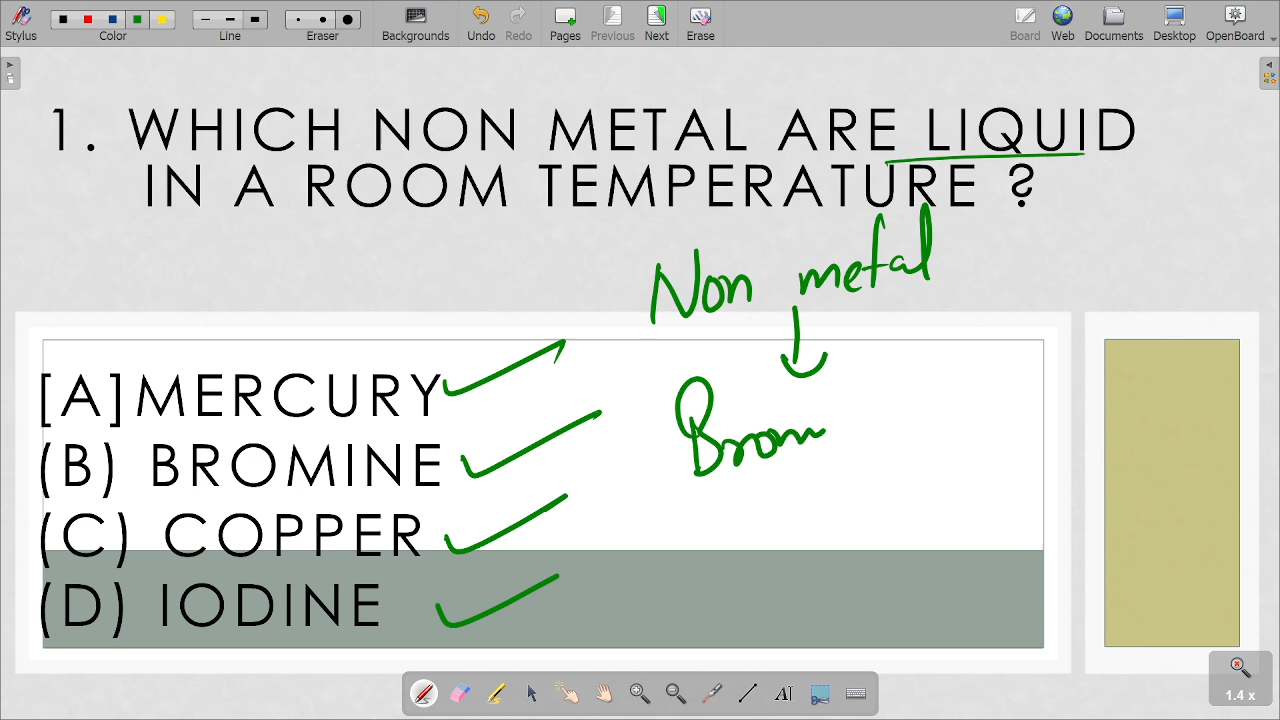 Stylus Color Line Eraser Backgrounds Undo Redo Pages Previous Next Erase Board Web Documents Desktop OpenBoard
1. WHICH NON METAL ARE LIQUID
IN A ROOM TEMPERATURE ?
Non metal
[A]MERCURY
Brom
(B) BROMINE
(C) COPPER
(D) IODINE
1.4 x